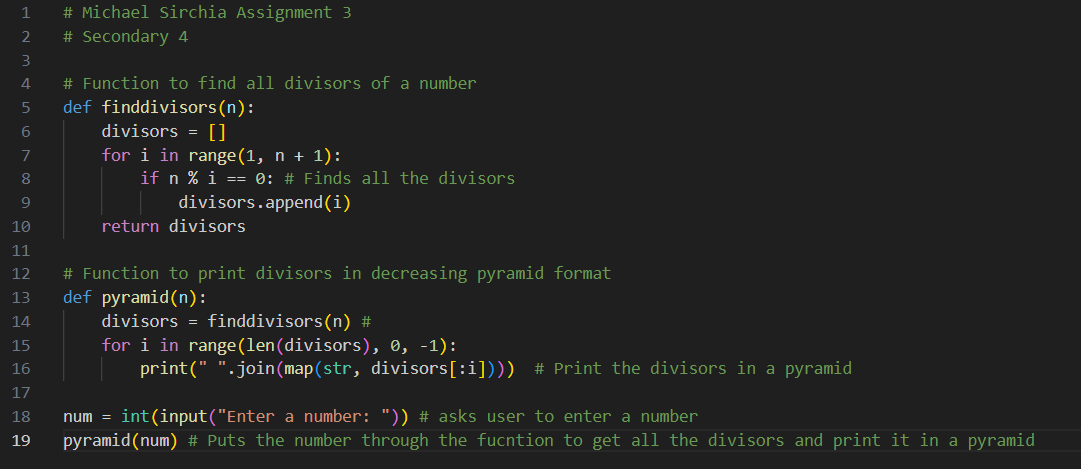 1 # Michael Sirchia Assignment 3
2 # Secondary 4
3
4 # Function to find all divisors of a number
5 def finddivisors(n):
6     divisors = []
7     for i in range(1, n + 1):
8         if n % i == 0: # Finds all the divisors
9             divisors.append(i)
10     return divisors
11
12 # Function to print divisors in decreasing pyramid format
13 def pyramid(n):
14     divisors = finddivisors(n) #
15     for i in range(len(divisors), 0, -1):
16         print(" ".join(map(str, divisors[:i])))  # Print the divisors in a pyramid
17
18 num = int(input("Enter a number: ")) # asks user to enter a number
19 pyramid(num) # Puts the number through the fucntion to get all the divisors and print it in a pyramid